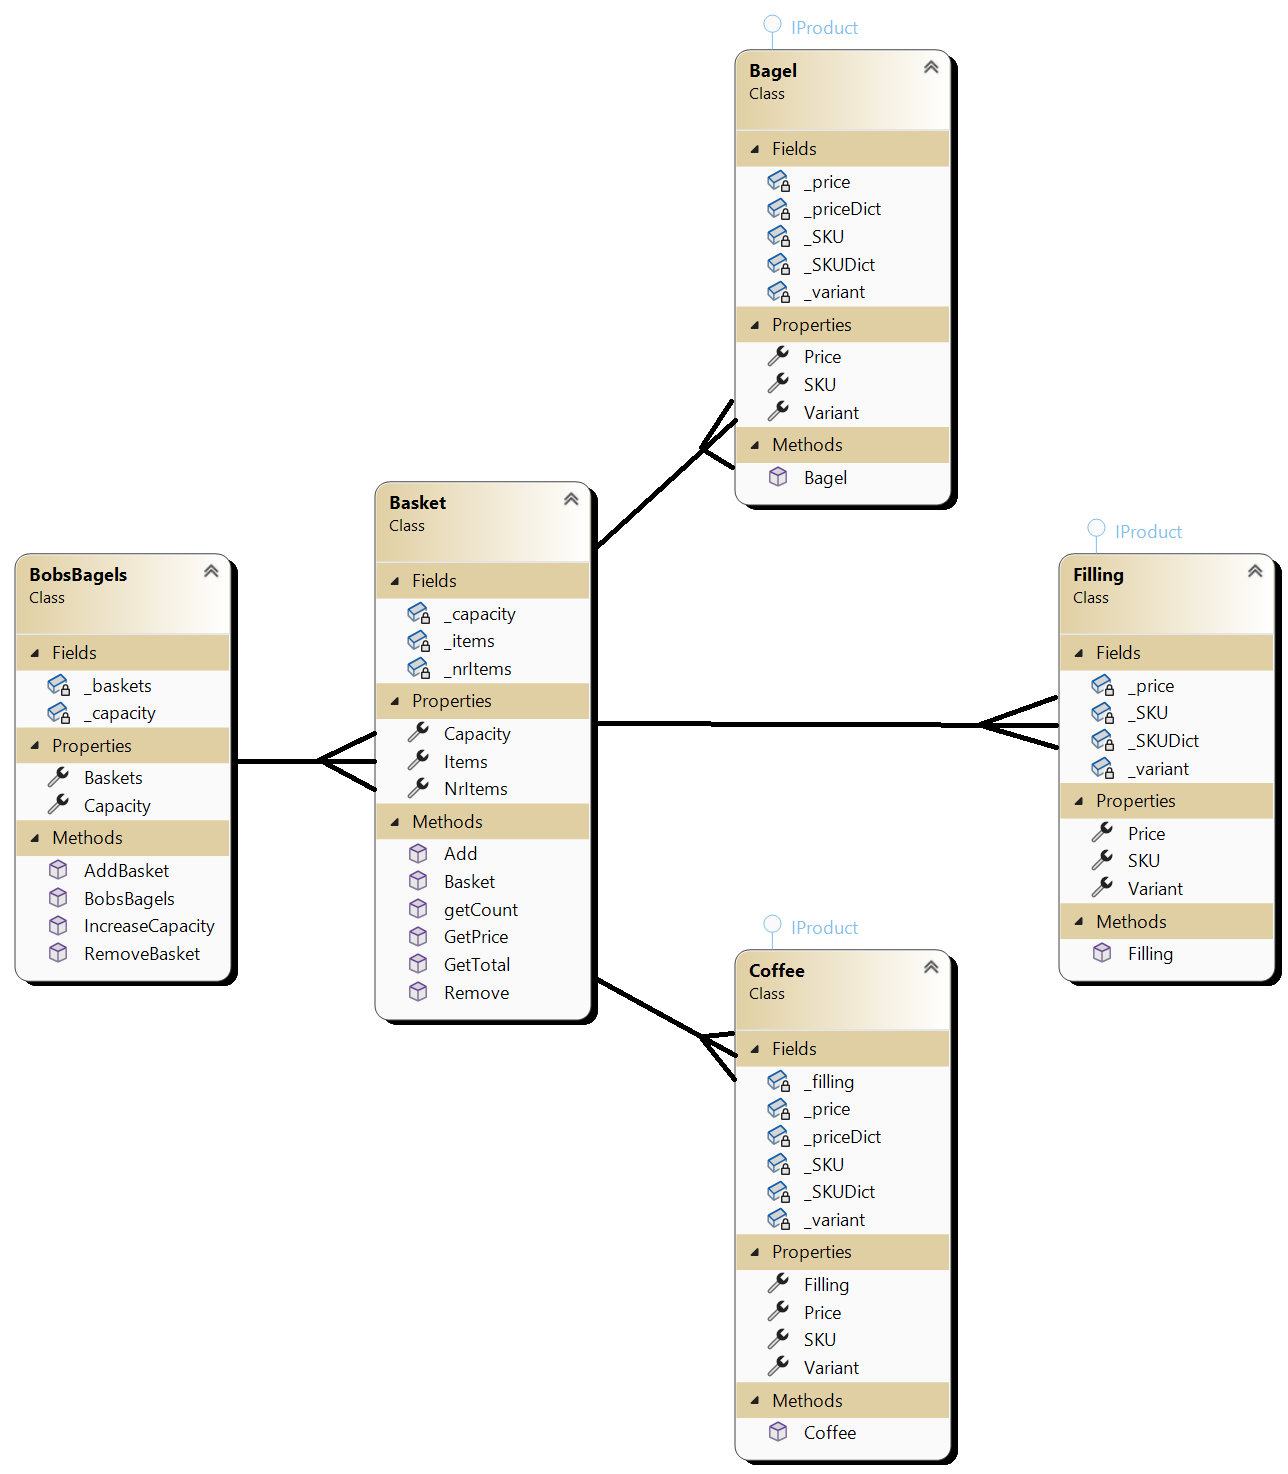 IProduct
Bagel
Class
Fields
_price
_priceDict
_SKU
_SKUDict
_variant
Properties
Price
SKU
Variant
Methods
Bagel
Basket
Class
Fields
_capacity
_items
_nrItems
Properties
Capacity
Items
NrItems
Methods
Add
Basket
getCount
GetPrice
GetTotal
Remove
BobsBagels
Class
Fields
_baskets
_capacity
Properties
Baskets
Capacity
Methods
AddBasket
BobsBagels
IncreaseCapacity
RemoveBasket
IProduct
Filling
Class
Fields
_price
_SKU
_SKUDict
_variant
Properties
Price
SKU
Variant
Methods
Filling
IProduct
Coffee
Class
Fields
_filling
_price
_priceDict
_SKU
_SKUDict
_variant
Properties
Filling
Price
SKU
Variant
Methods
Coffee